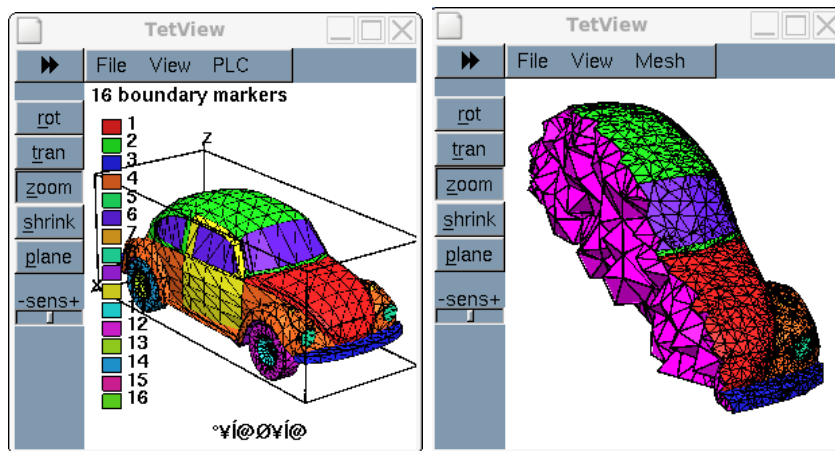 TetView
File View PLC
16 boundary markers
rot
tran
zoom
shrink
plane
-sens+
1
2
3
4
5
6
7
12
13
14
15
16
z
x
°¥Í@Ø¥Í@
TetView
File View Mesh
rot
tran
zoom
shrink
plane
-sens+